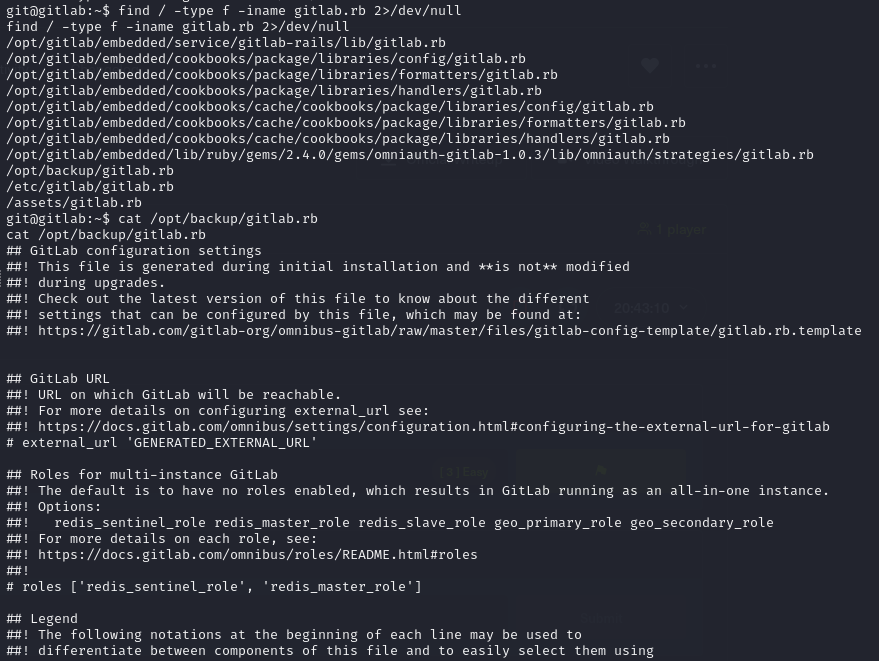 git@gitlab:~$ find / -type f -iname gitlab.rb 2>/dev/null
find / -type f -iname gitlab.rb 2>/dev/null
/opt/gitlab/embedded/service/gitlab-rails/lib/gitlab.rb
/opt/gitlab/embedded/cookbooks/package/libraries/config/gitlab.rb
/opt/gitlab/embedded/cookbooks/package/libraries/formatters/gitlab.rb
/opt/gitlab/embedded/cookbooks/package/libraries/handlers/gitlab.rb
/opt/gitlab/embedded/cookbooks/cache/cookbooks/package/libraries/config/gitlab.rb
/opt/gitlab/embedded/cookbooks/cache/cookbooks/package/libraries/formatters/gitlab.rb
/opt/gitlab/embedded/cookbooks/cache/cookbooks/package/libraries/handlers/gitlab.rb
/opt/gitlab/embedded/lib/ruby/gems/2.4.0/gems/omniauth-gitlab-1.0.3/lib/omniauth/strategies/gitlab.rb
/opt/backup/gitlab.rb
/etc/gitlab/gitlab.rb
/assets/gitlab.rb
git@gitlab:~$ cat /opt/backup/gitlab.rb
cat /opt/backup/gitlab.rb
## GitLab configuration settings
##! This file is generated during initial installation and **is not** modified
##! during upgrades.
##! Check out the latest version of this file to know about the different
##! settings that can be configured by this file, which may be found at:
##! https://gitlab.com/gitlab-org/omnibus-gitlab/raw/master/files/gitlab-config-template/gitlab.rb.template
## GitLab URL
##! URL on which GitLab will be reachable.
##! For more details on configuring external_url see:
##! https://docs.gitlab.com/omnibus/settings/configuration.html#configuring-the-external-url-for-gitlab
# external_url 'GENERATED_EXTERNAL_URL'
## Roles for multi-instance GitLab
##! The default is to have no roles enabled, which results in GitLab running as an all-in-one instance.
##! Options:
##!   redis_sentinel_role redis_master_role redis_slave_role geo_primary_role geo_secondary_role
##! For more details on each role, see:
##! https://docs.gitlab.com/omnibus/roles/README.html#roles
##!
# roles ['redis_sentinel_role', 'redis_master_role']
## Legend
##! The following notations at the beginning of each line may be used to
##! differentiate between components of this file and to easily select them using